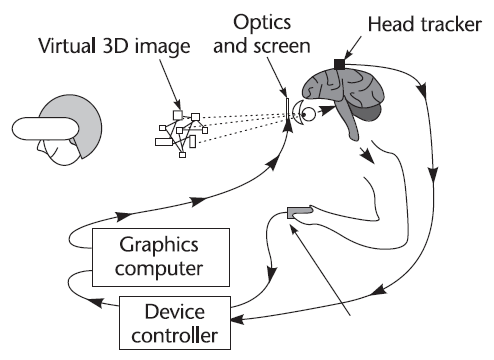 Virtual 3D image
Optics
and screen
Head tracker
Graphics
computer
Device
controller